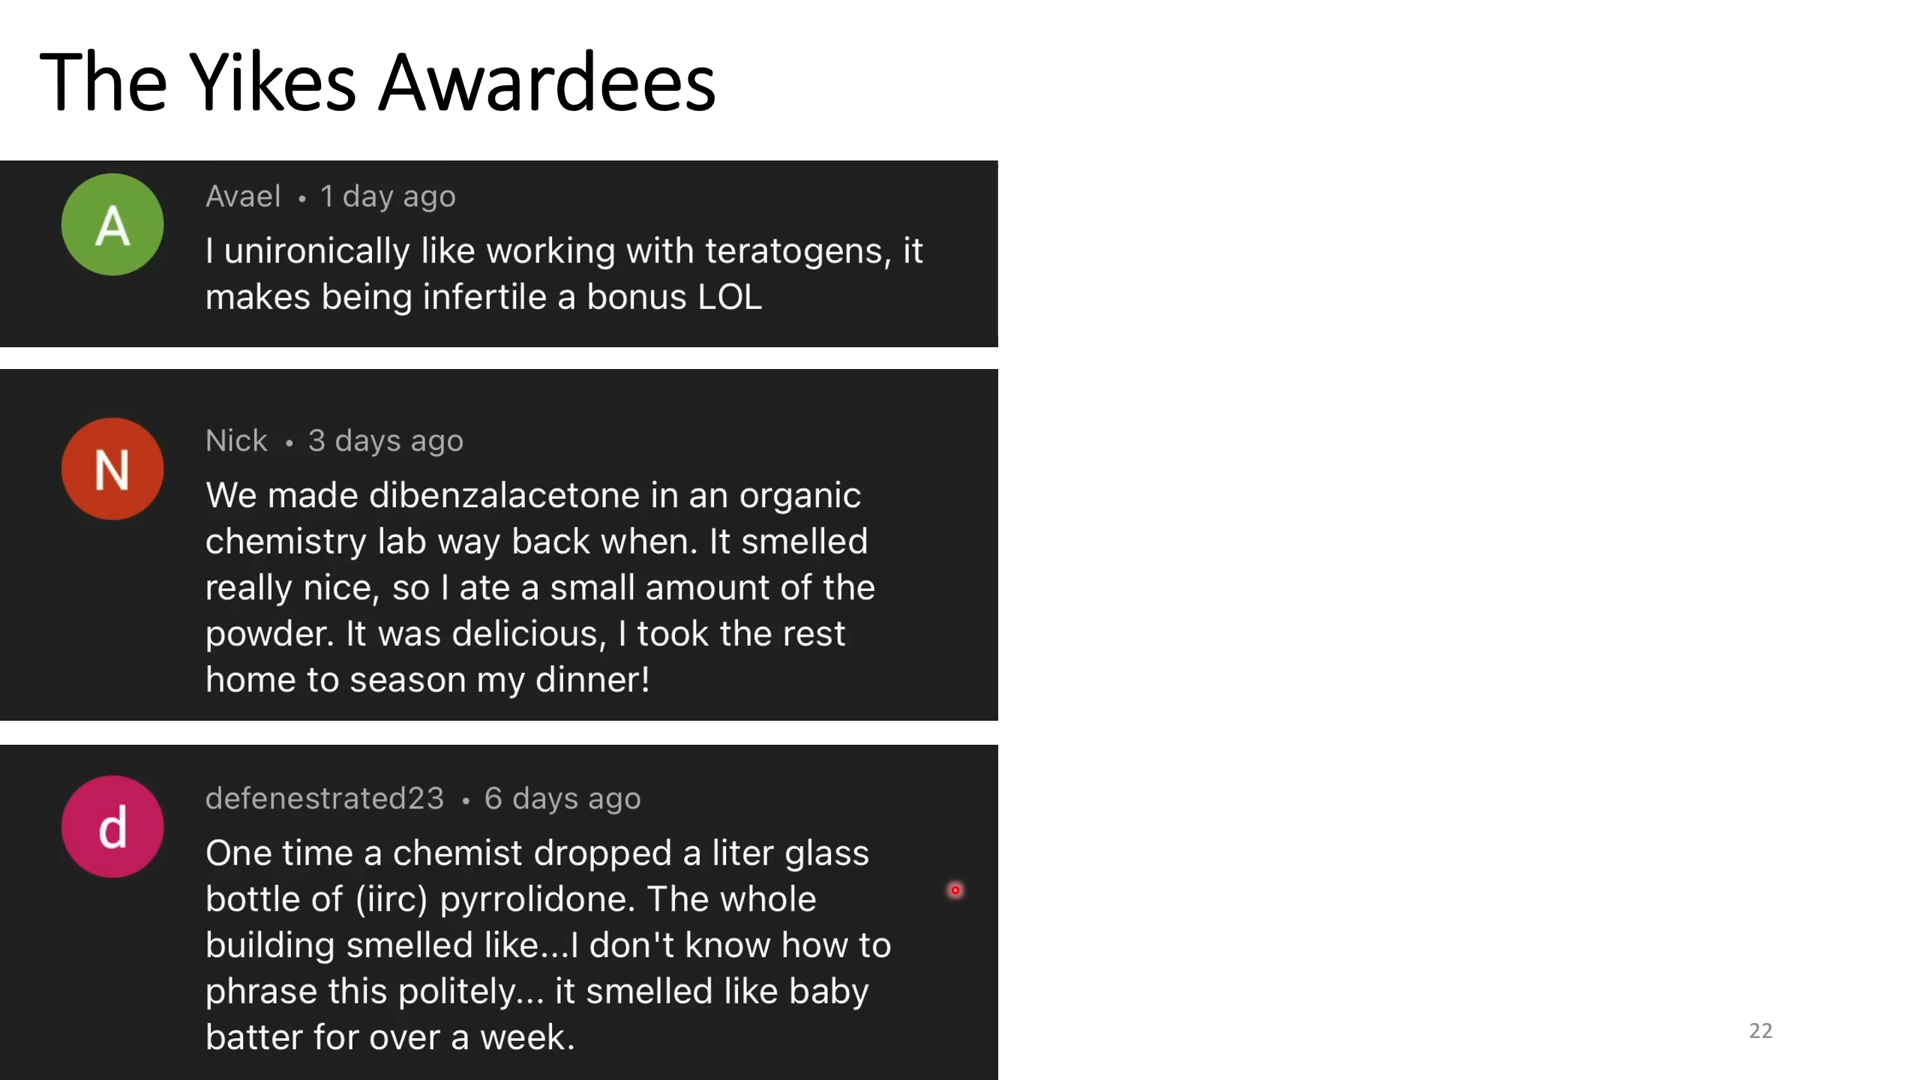 The Yikes Awardees
A
Avael • 1 day ago
I unironically like working with teratogens, it
makes being infertile a bonus LOL
N
Nick • 3 days ago
We made dibenzalacetone in an organic
chemistry lab way back when. It smelled
really nice, so I ate a small amount of the
powder. It was delicious, I took the rest
home to season my dinner!
d
defenestrated23 • 6 days ago
One time a chemist dropped a liter glass
bottle of (iirc) pyrrolidone. The whole
building smelled like...I don't know how to
phrase this politely... it smelled like baby
batter for over a week.
22